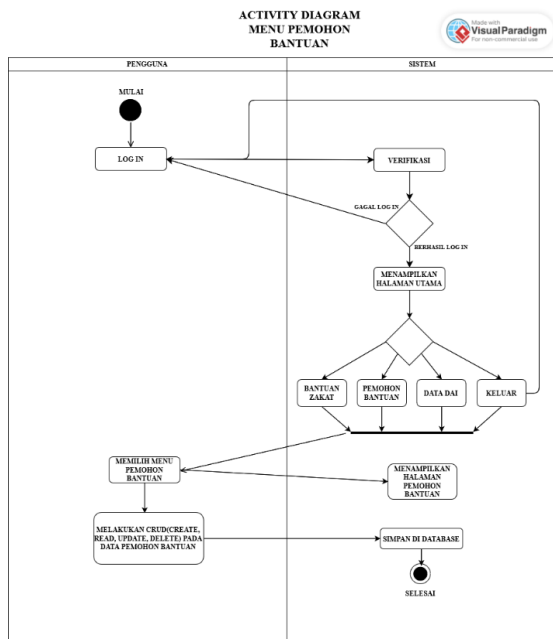 ACTIVITY DIAGRAM
MENU PEMOHON
BANTUAN
Made with
Visual Paradigm
For non-commercial use
PENGGUNA
SISTEM
MULAI
LOG IN
VERIFIKASI
GAGAL LOG IN
BERHASIL LOG IN
MENAMPILKAN
HALAMAN UTAMA
BANTUAN
ZAKAT
PEMOHON
BANTUAN
DATA DAI
KELUAR
MEMILIH MENU
PEMOHON
BANTUAN
MENAMPILKAN
HALAMAN
PEMOHON
BANTUAN
MELAKUKAN CRUD(CREATE,
READ, UPDATE, DELETE) PADA
DATA PEMOHON BANTUAN
SIMPAN DI DATABASE
SELESAI